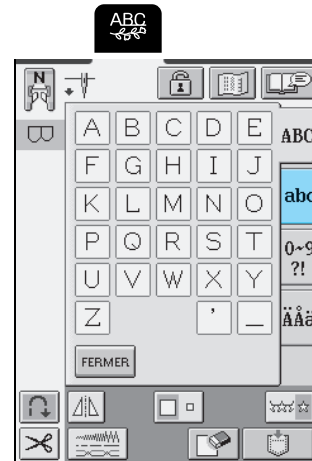 ABC
N
A B C D E
ABC
F G H I J
K L M N O
abc
P Q R S T
0~9
?!
U V W X Y
Z ' _
ÄÅä
FERMER